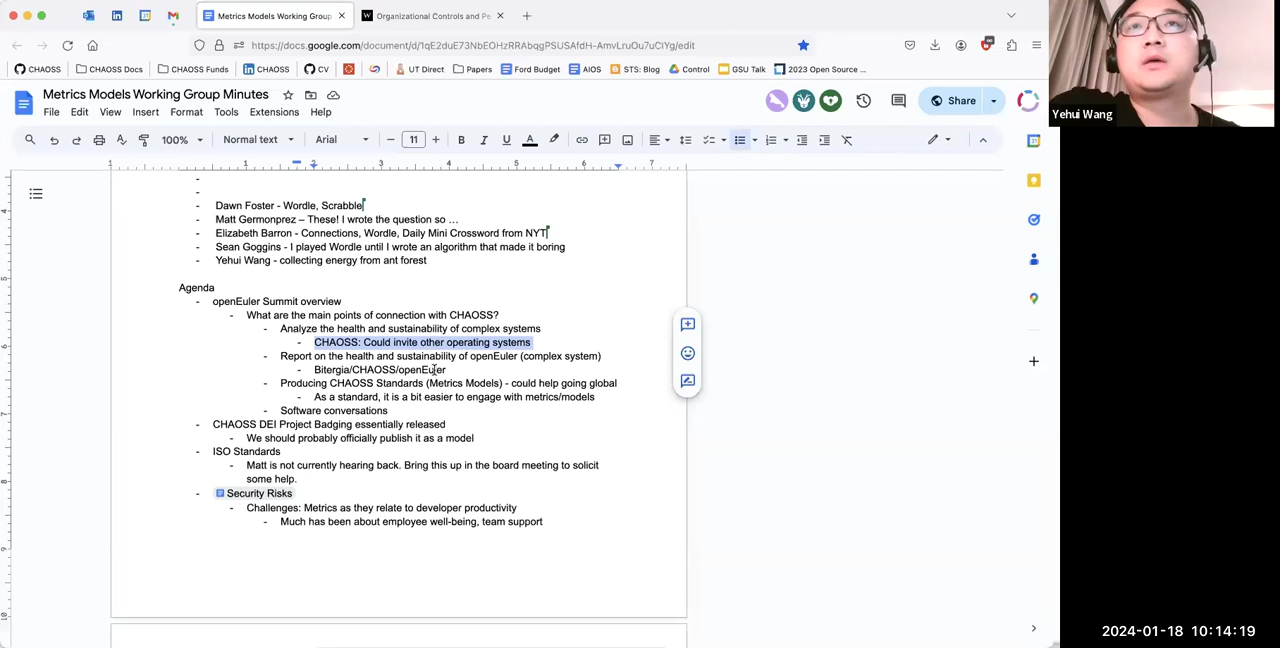 Metrics Models Working Group
Organizational Controls and Pe
https://docs.google.com/document/d/1qE2duE73NbEOHzRRAbqgPSUSAfdH-AmvLruOu7uClYg/edit
CHAOSS
CHAOSS Docs
CHAOSS Funds
CHAOSS
CV
UT Direct
Papers
Ford Budget
AIOS
STS: Blog
Control
GSU Talk
2023 Open Source ...
Metrics Models Working Group Minutes
File Edit View Insert Format Tools Extensions Help
Share
100% Normal text Arial 11
1 1 2 3 4 5 6 7
- 
- 
- Dawn Foster - Wordle, Scrabble
- Matt Germonprez – These! I wrote the question so …
- Elizabeth Barron - Connections, Wordle, Daily Mini Crossword from NYT
- Sean Goggins - I played Wordle until I wrote an algorithm that made it boring
- Yehui Wang - collecting energy from ant forest
Agenda
- openEuler Summit overview
- What are the main points of connection with CHAOSS?
- Analyze the health and sustainability of complex systems
- CHAOSS: Could invite other operating systems
- Report on the health and sustainability of openEuler (complex system)
- Bitergia/CHAOSS/openEuler
- Producing CHAOSS Standards (Metrics Models) - could help going global
- As a standard, it is a bit easier to engage with metrics/models
- Software conversations
- CHAOSS DEI Project Badging essentially released
- We should probably officially publish it as a model
- ISO Standards
- Matt is not currently hearing back. Bring this up in the board meeting to solicit
some help.
- Security Risks
- Challenges: Metrics as they relate to developer productivity
- Much has been about employee well-being, team support
Yehui Wang
2024-01-18 10:14:19